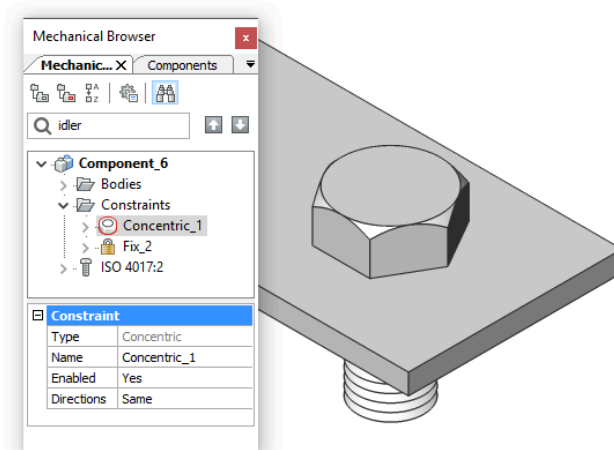 Mechanical Browser
x
Mechanic... X Components
A
Z
idler
Component_6
Bodies
Constraints
Concentric_1
Fix_2
ISO 4017:2
Constraint
Type Concentric
Name Concentric_1
Enabled Yes
Directions Same